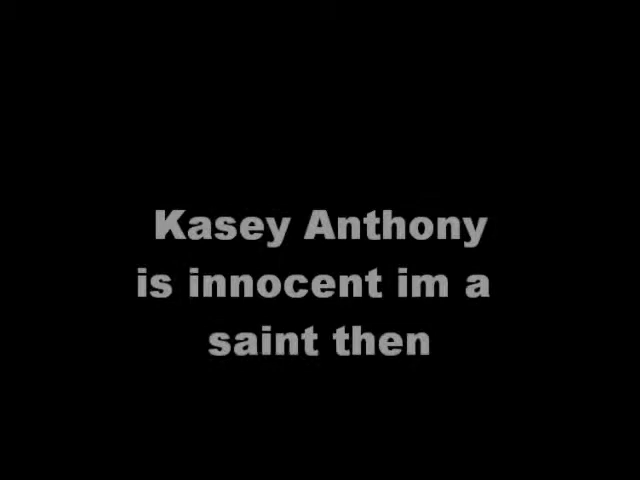 Kasey Anthony
is innocent im a
saint then